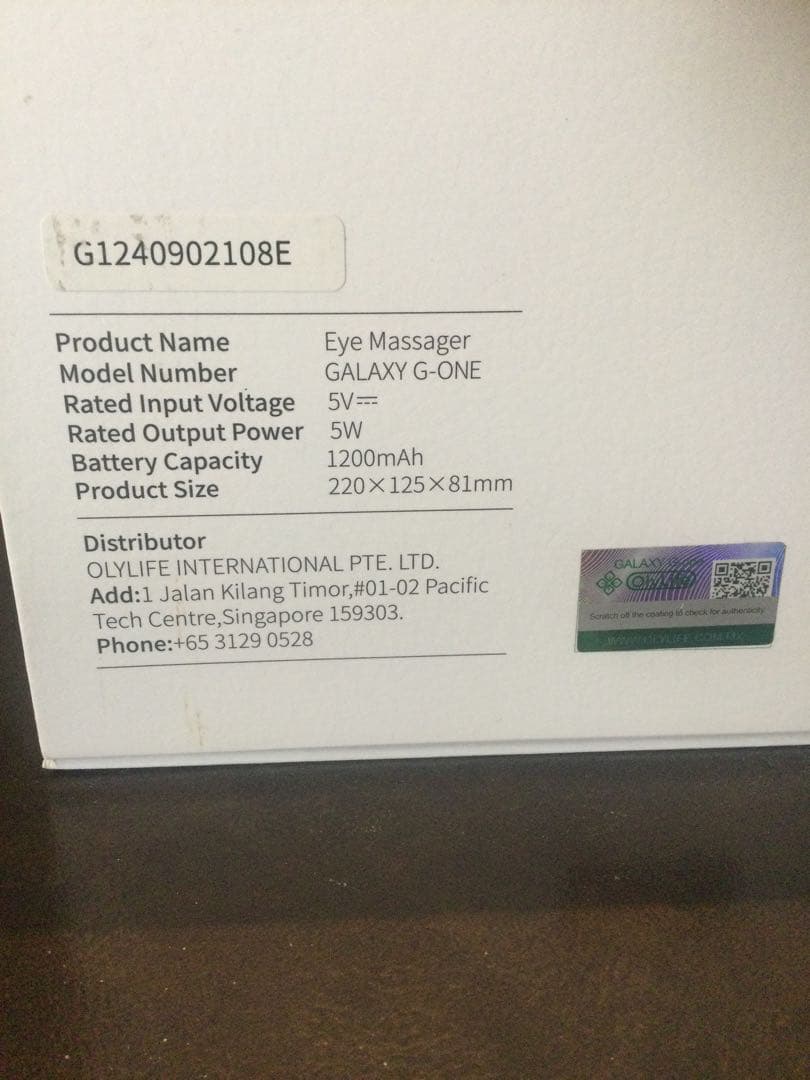 G1240902108E
Product Name Eye Massager
Model Number GALAXY G-ONE
Rated Input Voltage 5V⎓
Rated Output Power 5W
Battery Capacity 1200mAh
Product Size 220×125×81mm
Distributor
OLYLIFE INTERNATIONAL PTE. LTD.
Add:1 Jalan Kilang Timor,#01-02 Pacific
Tech Centre,Singapore 159303.
Phone:+65 3129 0528
GALAXY
Olylife
Scratch off the coating to check for authenticity